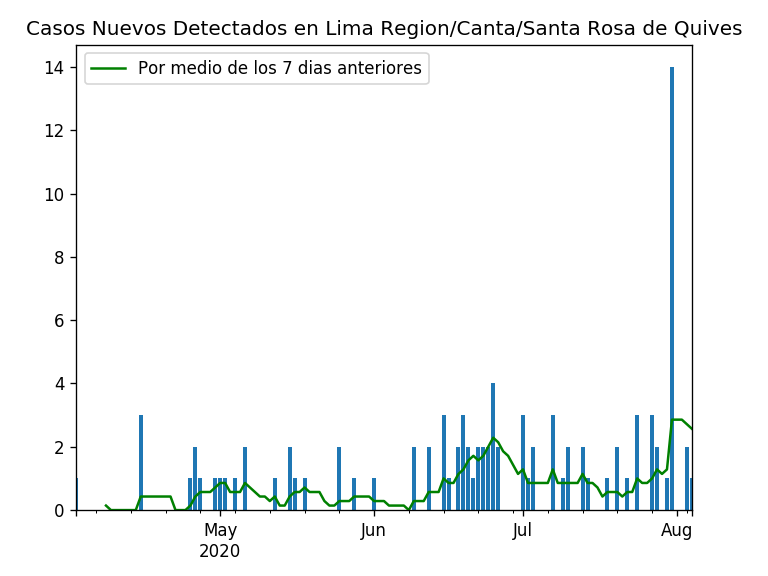 Casos Nuevos Detectados en Lima Region/Canta/Santa Rosa de Quives
Por medio de los 7 dias anteriores
14
12
10
8
6
4
2
0
May
2020
Jun
Jul
Aug